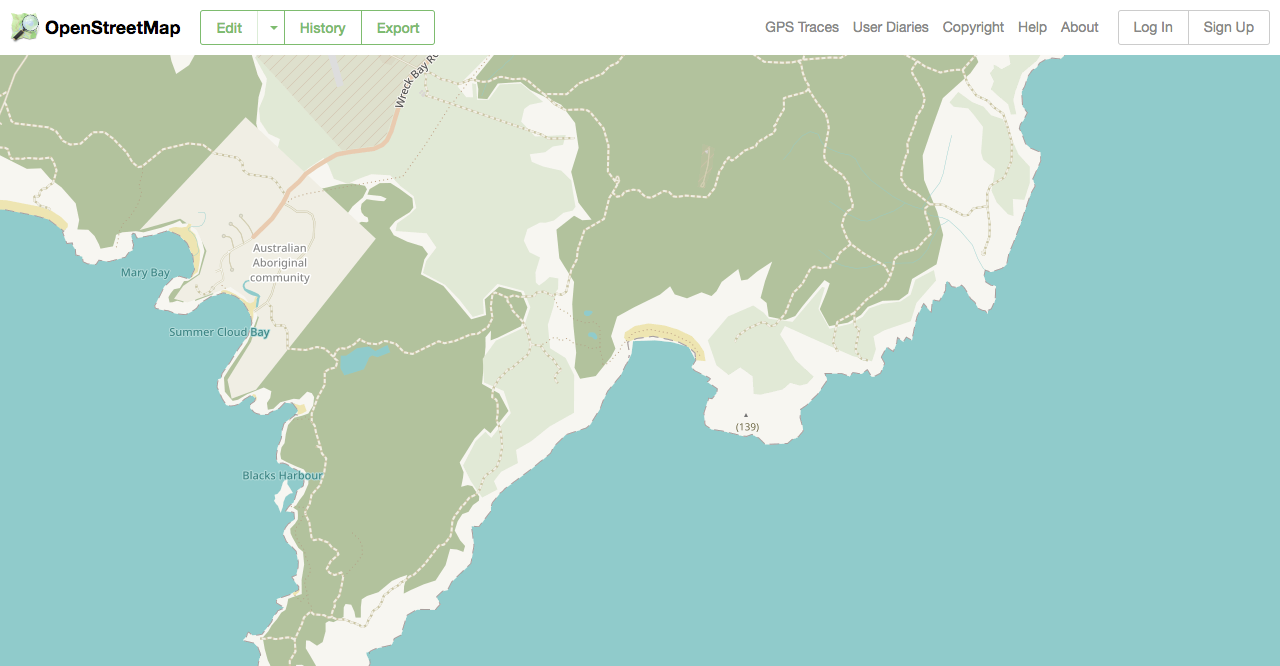 OpenStreetMap
Edit
History
Export
GPS Traces
User Diaries
Copyright
Help
About
Log In
Sign Up
Wreck Bay Ro
Australian
Aboriginal
community
Mary Bay
Summer Cloud Bay
(139)
Blacks Harbour